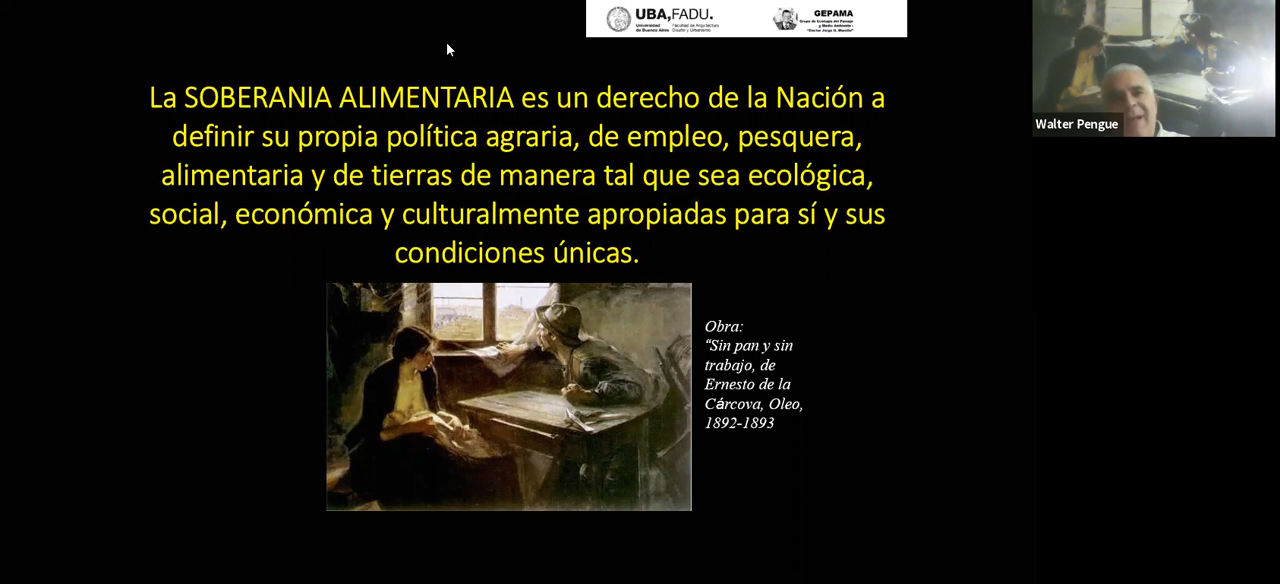 UBA,FADU.
Universidad de Buenos Aires
Facultad de Arquitectura Diseño y Urbanismo
GEPAMA
Grupo de Ecología del Paisaje
y Medio Ambiente -
Walter Pengue
La SOBERANIA ALIMENTARIA es un derecho de la Nación a
definir su propia política agraria, de empleo, pesquera,
alimentaria y de tierras de manera tal que sea ecológica,
social, económica y culturalmente apropiadas para sí y sus
condiciones únicas.
Obra:
“Sin pan y sin
trabajo, de
Ernesto de la
Cárcova, Oleo,
1892-1893